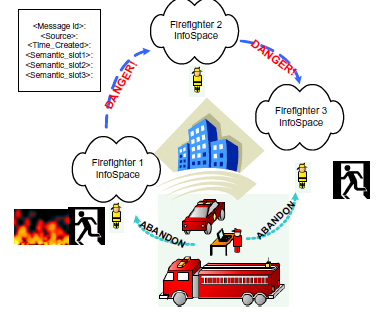 <Message Id>:
<Source>:
<Time_Created>:
<Semantic_slot1>:
<Semantic_slot2>:
<Semantic_slot3>:
Firefighter 2
InfoSpace
DANGER!
DANGER!
Firefighter 3
InfoSpace
Firefighter 1
InfoSpace
ABANDON
ABANDON